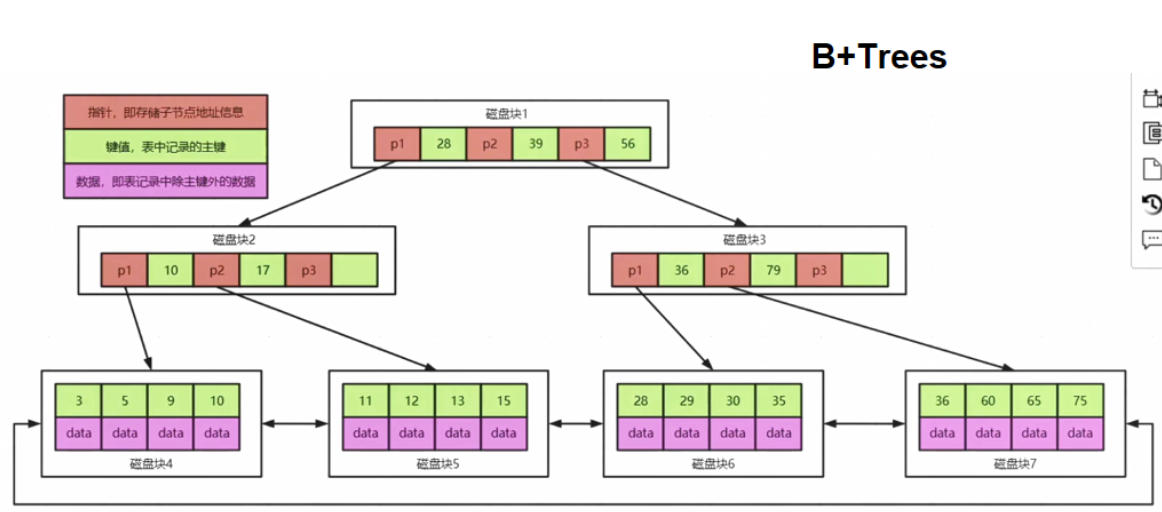 B+Trees
指针，即存储子节点地址信息
键值，表中记录的主键
数据，即表记录中除主键外的数据
磁盘块1
p1 28 p2 39 p3 56
磁盘块2
p1 10 p2 17 p3
磁盘块3
p1 36 p2 79 p3
3 5 9 10
data data data data
磁盘块4
11 12 13 15
data data data data
磁盘块5
28 29 30 35
data data data data
磁盘块6
36 60 65 75
data data data data
磁盘块7